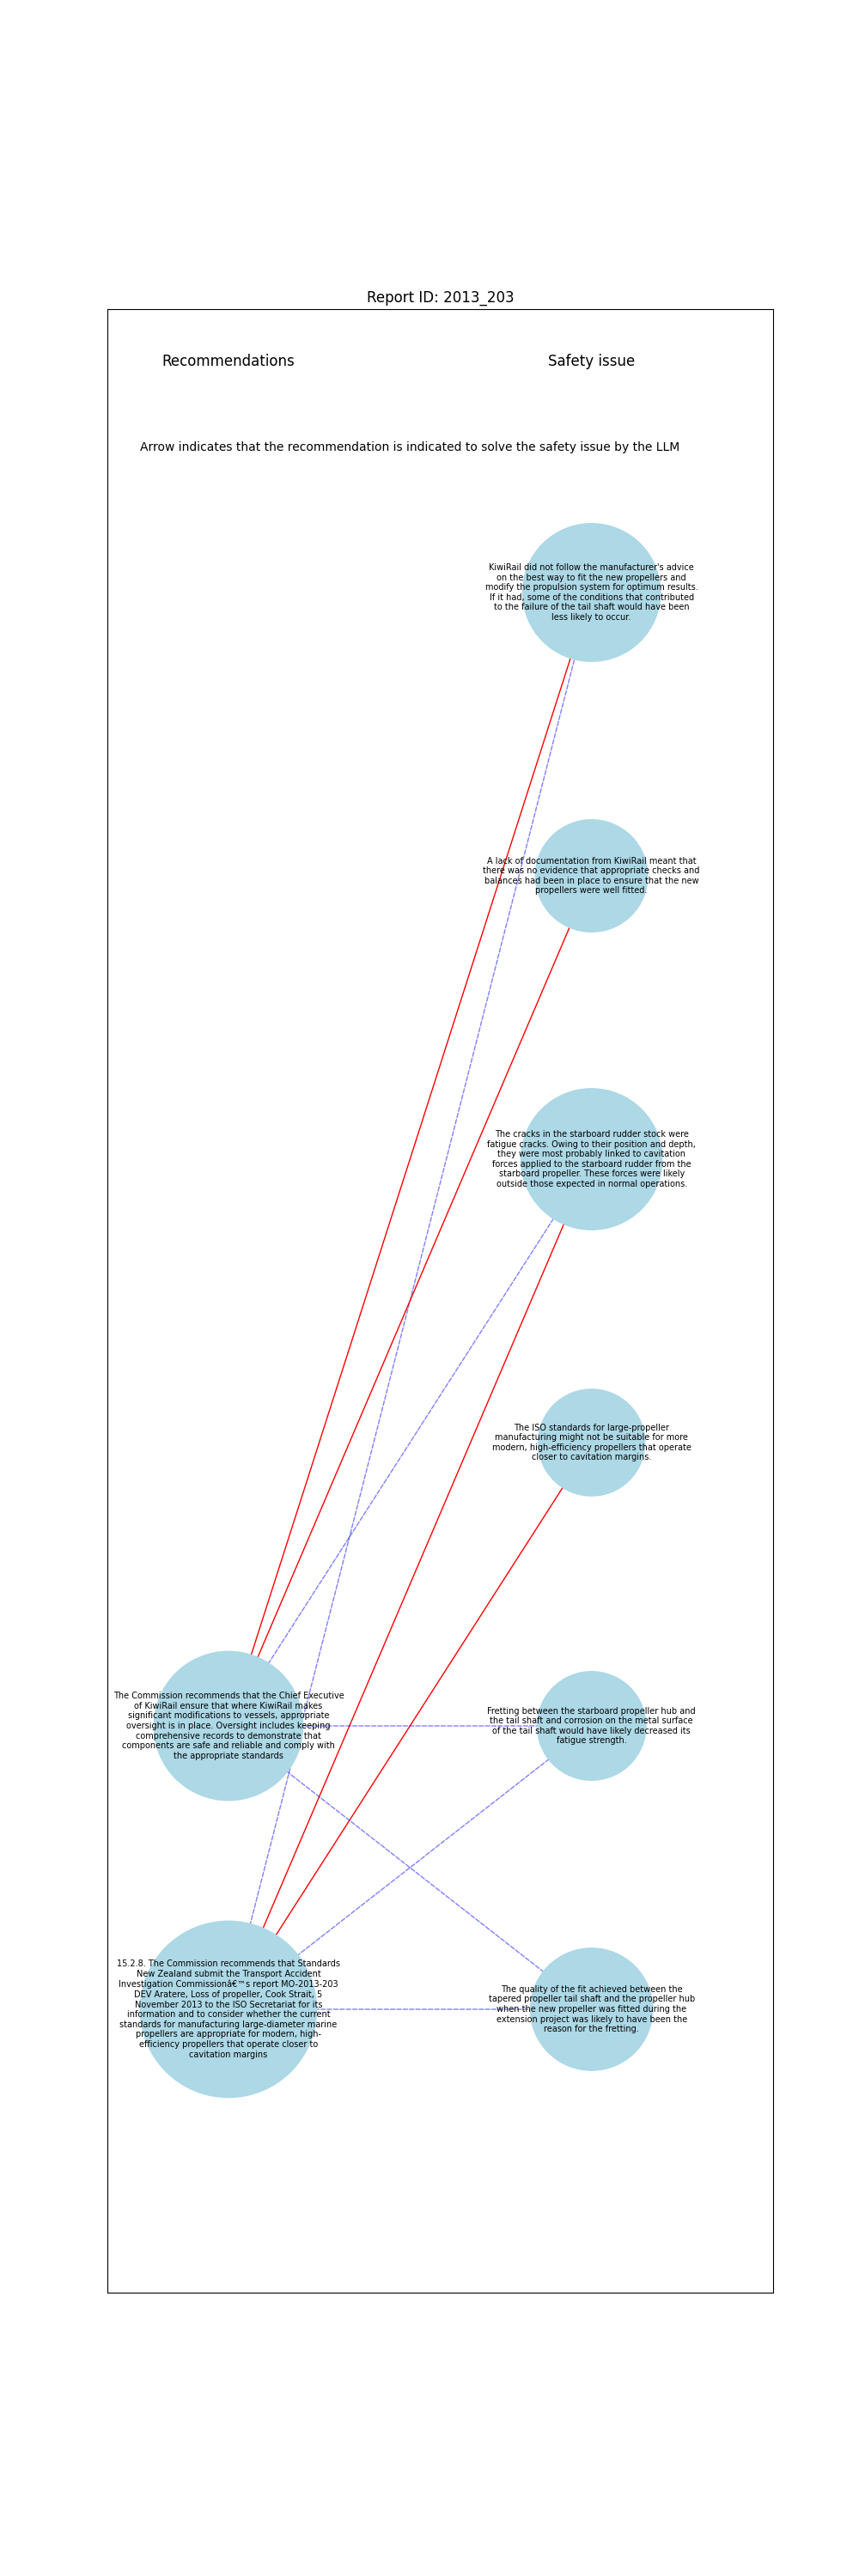 Report ID: 2013_203
Recommendations
Safety issue
Arrow indicates that the recommendation is indicated to solve the safety issue by the LLM
KiwiRail did not follow the manufacturer's advice
on the best way to fit the new propellers and
modify the propulsion system for optimum results.
If it had, some of the conditions that contributed
to the failure of the tail shaft would have been
less likely to occur.
A lack of documentation from KiwiRail meant that
there was no evidence that appropriate checks and
balances had been in place to ensure that the new
propellers were well fitted.
The cracks in the starboard rudder stock were
fatigue cracks. Owing to their position and depth,
they were most probably linked to cavitation
forces applied to the starboard rudder from the
starboard propeller. These forces were likely
outside those expected in normal operations.
The ISO standards for large-propeller
manufacturing might not be suitable for more
modern, high-efficiency propellers that operate
closer to cavitation margins.
The Commission recommends that the Chief Executive
of KiwiRail ensure that where KiwiRail makes
significant modifications to vessels, appropriate
oversight is in place. Oversight includes keeping
comprehensive records to demonstrate that
components are safe and reliable and comply with
the appropriate standards
Fretting between the starboard propeller hub and
the tail shaft and corrosion on the metal surface
of the tail shaft would have likely decreased its
fatigue strength.
15.2.8. The Commission recommends that Standards
New Zealand submit the Transport Accident
Investigation Commissionâ€™s report MO-2013-203
DEV Aratere, Loss of propeller, Cook Strait, 5
November 2013 to the ISO Secretariat for its
information and to consider whether the current
standards for manufacturing large-diameter marine
propellers are appropriate for modern, high-
efficiency propellers that operate closer to
cavitation margins
The quality of the fit achieved between the
tapered propeller tail shaft and the propeller hub
when the new propeller was fitted during the
extension project was likely to have been the
reason for the fretting.